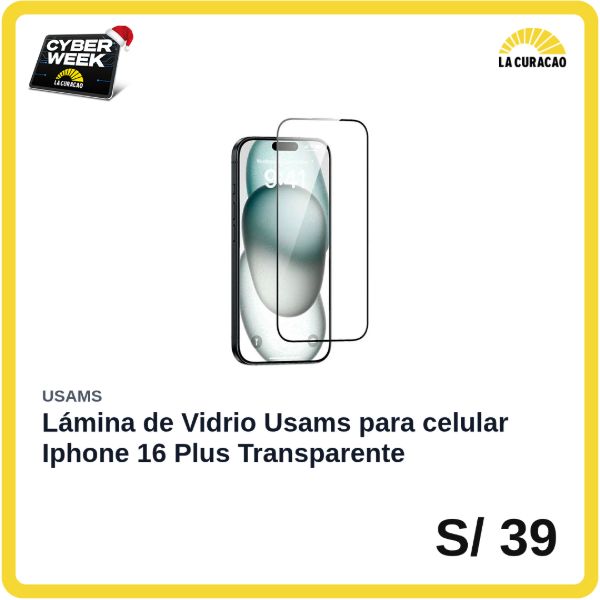 CYBER
WEEK
LA CURACAO
LA CURACAO
9:41
USAMS
Lámina de Vidrio Usams para celular
Iphone 16 Plus Transparente
S/ 39